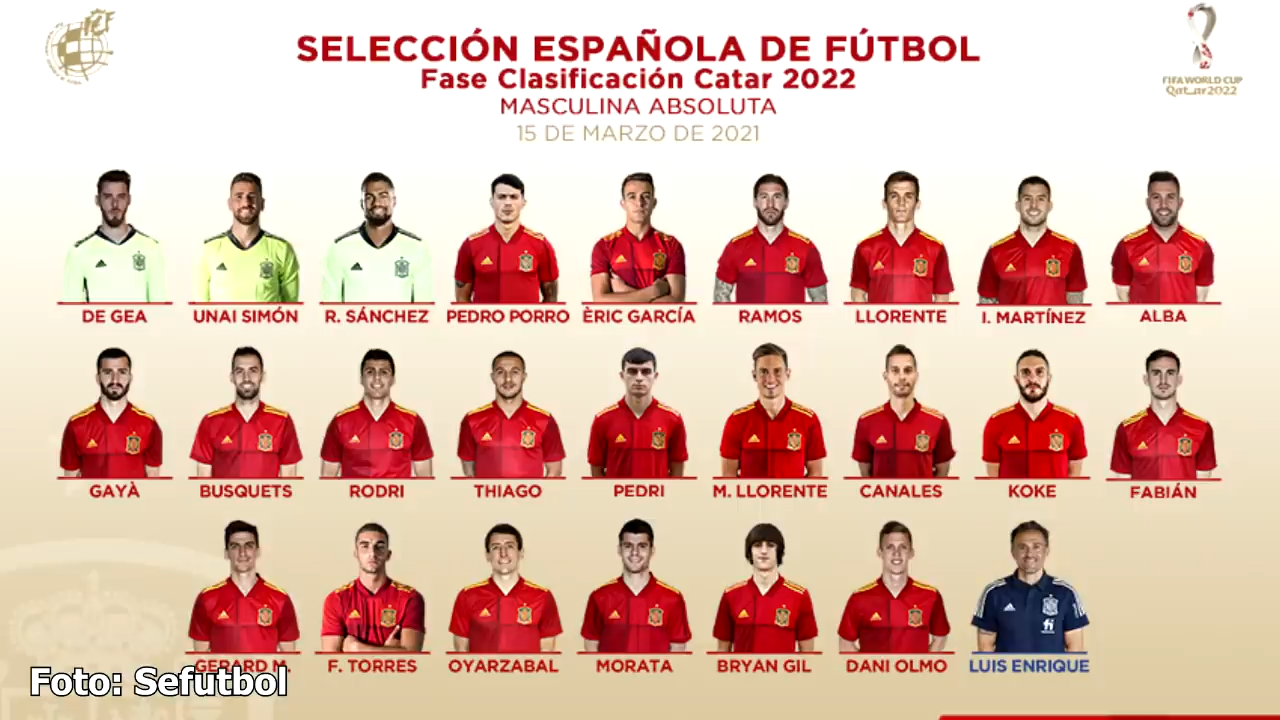 SELECCIÓN ESPAÑOLA DE FÚTBOL
Fase Clasificación Catar 2022
MASCULINA ABSOLUTA
15 DE MARZO DE 2021
FIFA WORLD CUP
Qatar2022
DE GEA UNAI SIMÓN R. SÁNCHEZ PEDRO PORRO ÈRIC GARCÍA RAMOS LLORENTE I. MARTÍNEZ ALBA
GAYÀ BUSQUETS RODRI THIAGO PEDRI M. LLORENTE CANALES KOKE FABIÁN
GERARD M. F. TORRES OYARZABAL MORATA BRYAN GIL DANI OLMO LUIS ENRIQUE
Foto: Sefutbol